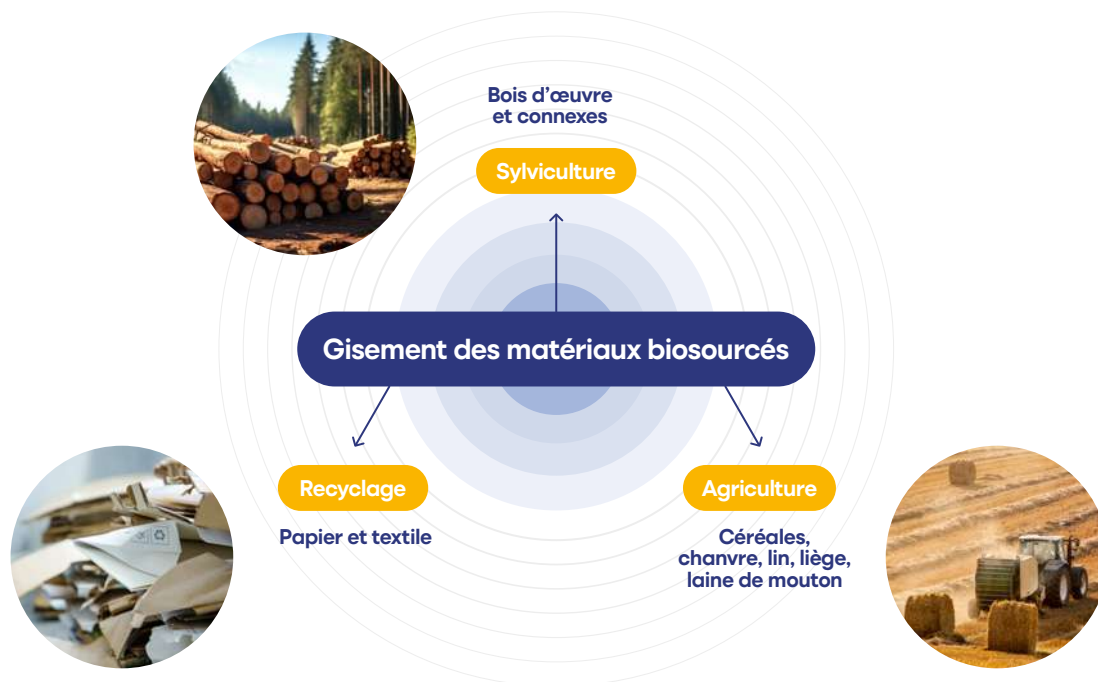 Bois d'œuvre
et connexes
Sylviculture
Gisement des matériaux biosourcés
Recyclage
Papier et textile
Agriculture
Céréales,
chanvre, lin, liège,
laine de mouton